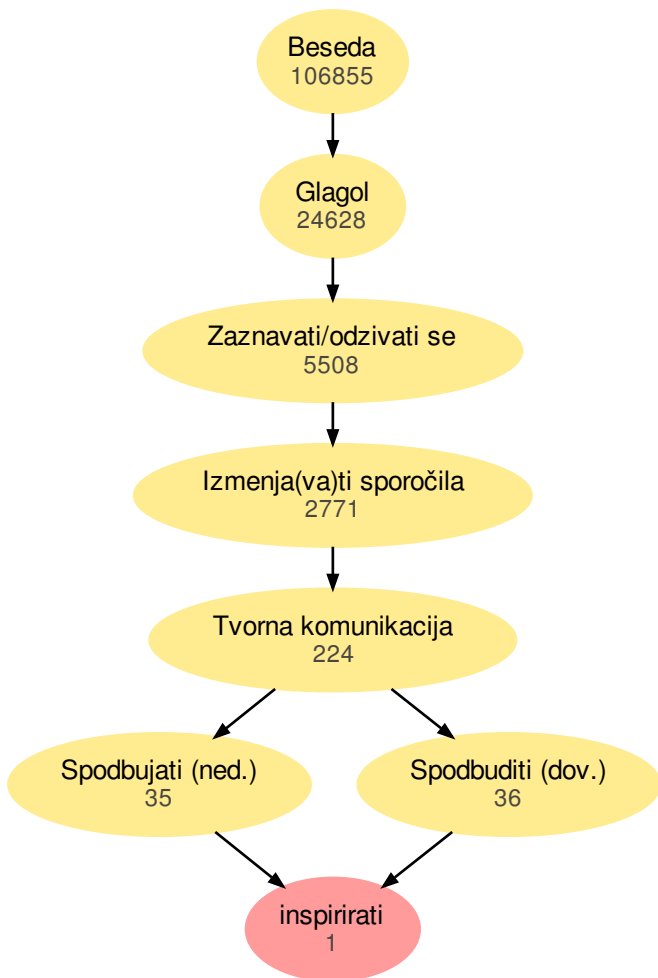 Beseda
106855
Glagol
24628
Zaznavati/odzivati se
5508
Izmenja(va)ti sporočila
2771
Tvorna komunikacija
224
Spodbujati (ned.)
35
Spodbuditi (dov.)
36
inspirirati
1